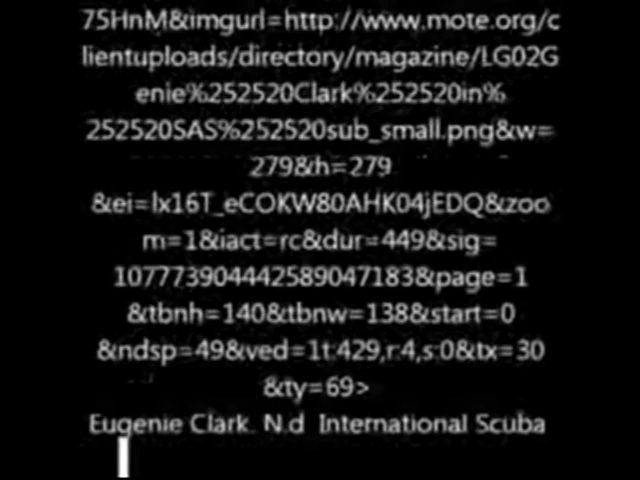 75HnM&imgurl=http://www.mote.org/c
lientuploads/directory/magazine/LG02G
enie%252520Clark%252520in%
252520SAS%252520sub_small.png&w=
279&h=279
&ei=lx16T_eCOKW80AHK04jEDQ&zoo
m=1&iact=rc&dur=449&sig=
107773904442589047183&page=1
&tbnh=140&tbnw=138&start=0
&ndsp=49&ved=1t:429,r:4,s:0&tx=30
&ty=69>
Eugenie Clark. N.d. International Scuba